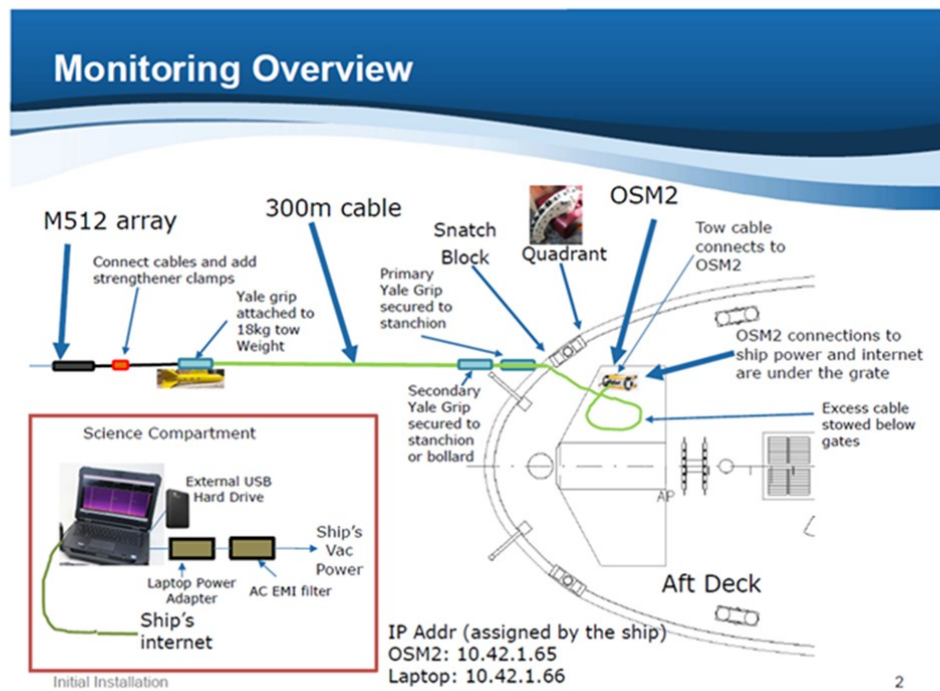 Monitoring Overview
M512 array
300m cable
OSM2
Snatch
Block
Quadrant
Tow cable
connects to
OSM2
Connect cables and add
strengthener clamps
Primary
Yale Grip
secured to
stanchion
Yale grip
attached to
18kg tow
Weight
OSM2 connections to
ship power and internet
are under the grate
Secondary
Yale Grip
secured to
stanchion
or bollard
Excess cable
stowed below
gates
Science Compartment
External USB
Hard Drive
Ship's
Vac
Power
Laptop Power
Adapter
AC EMI filter
Ship's
internet
AP
Aft Deck
IP Addr (assigned by the ship)
OSM2: 10.42.1.65
Laptop: 10.42.1.66
Initial Installation
2